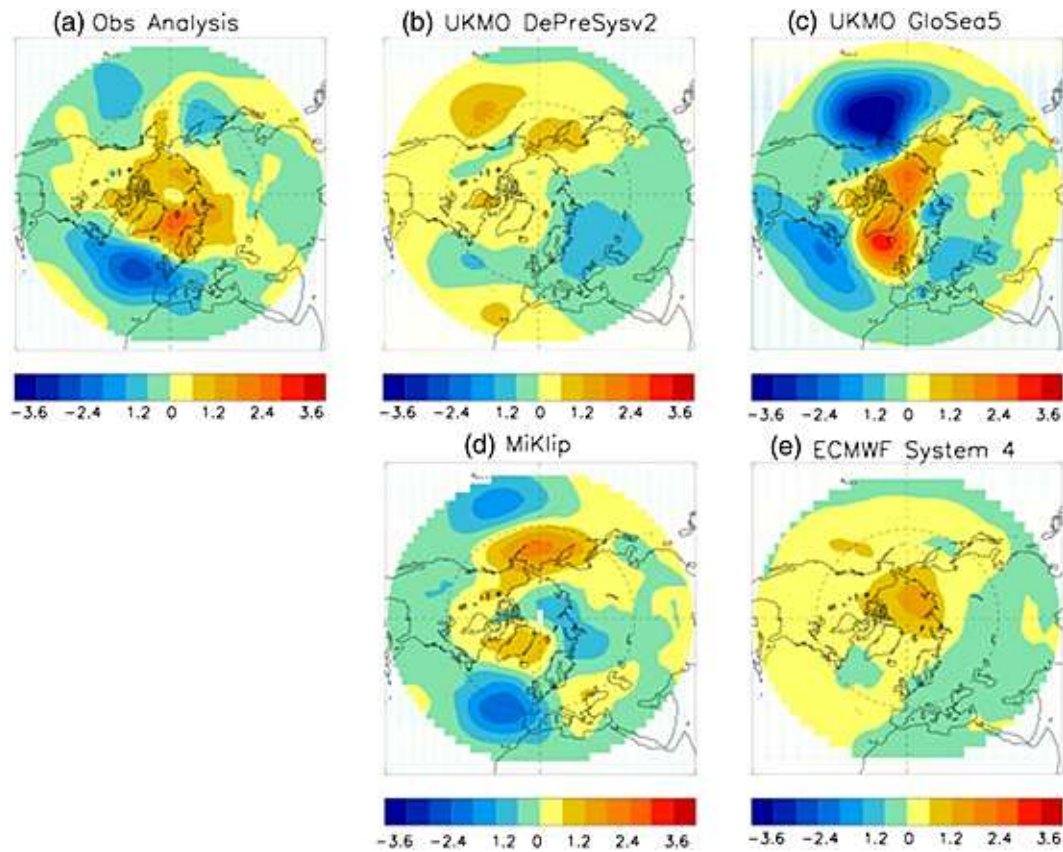 (a) Obs Analysis
(b) UKMO DePreSysv2
(c) UKMO GloSea5
−3.6 −2.4 1.2 0 1.2 2.4 3.6
−3.6 −2.4 1.2 0 1.2 2.4 3.6
−3.6 −2.4 1.2 0 1.2 2.4 3.6
(d) MiKlip
(e) ECMWF System 4
−3.6 −2.4 1.2 0 1.2 2.4 3.6
−3.6 −2.4 1.2 0 1.2 2.4 3.6